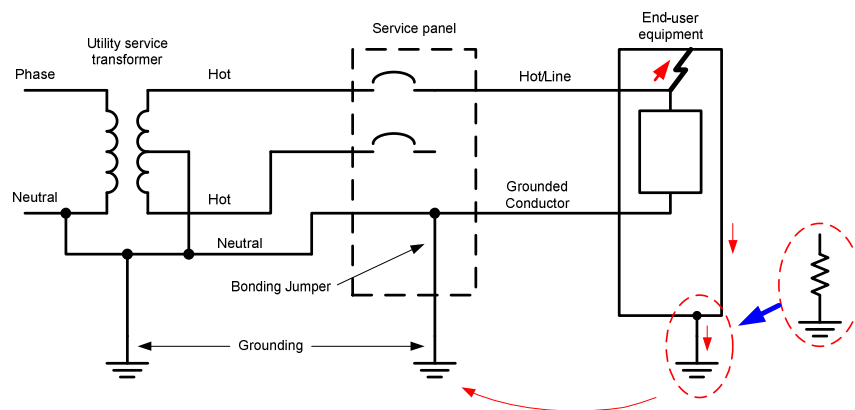 Service panel
End-user
equipment
Utility service
transformer
Phase
Hot
Hot/Line
Neutral
Hot
Grounded
Conductor
Neutral
Bonding Jumper
Grounding